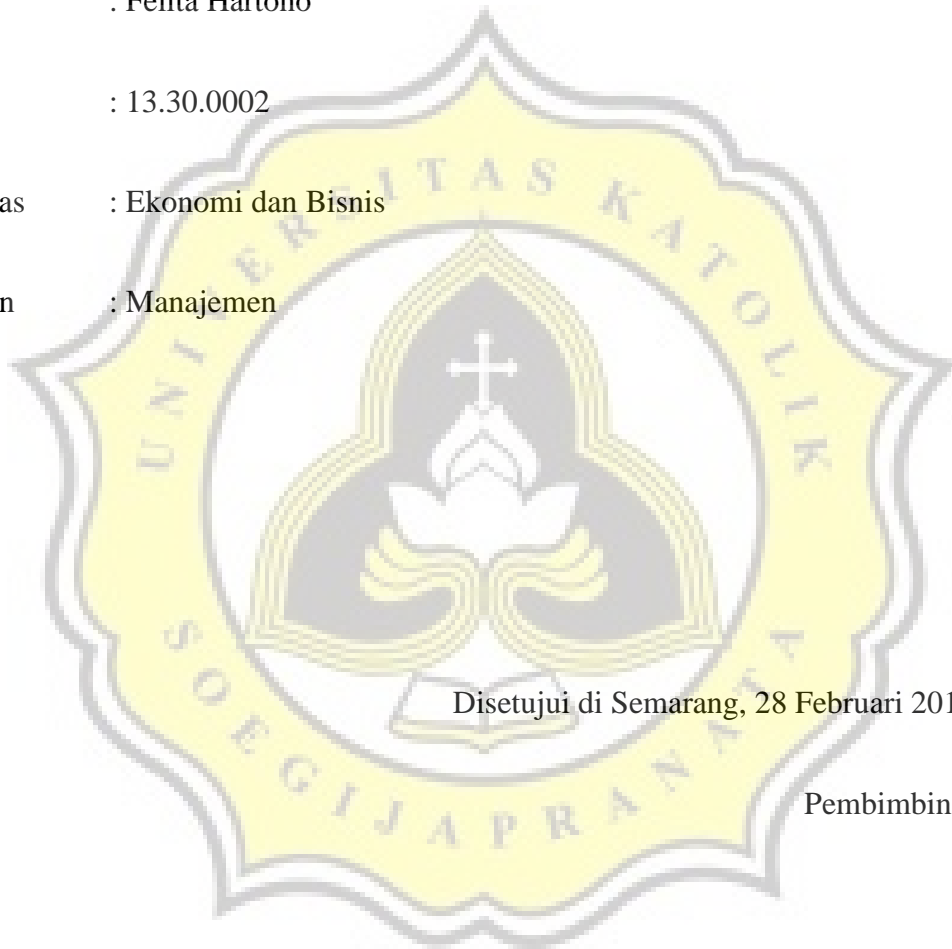 : Felita Hartono
: 13.30.0002
as : Ekonomi dan Bisnis
n : Manajemen
UNIVERSITAS KATOLIK
SOEGIJAPRANATA
Disetujui di Semarang, 28 Februari 201
Pembimbin